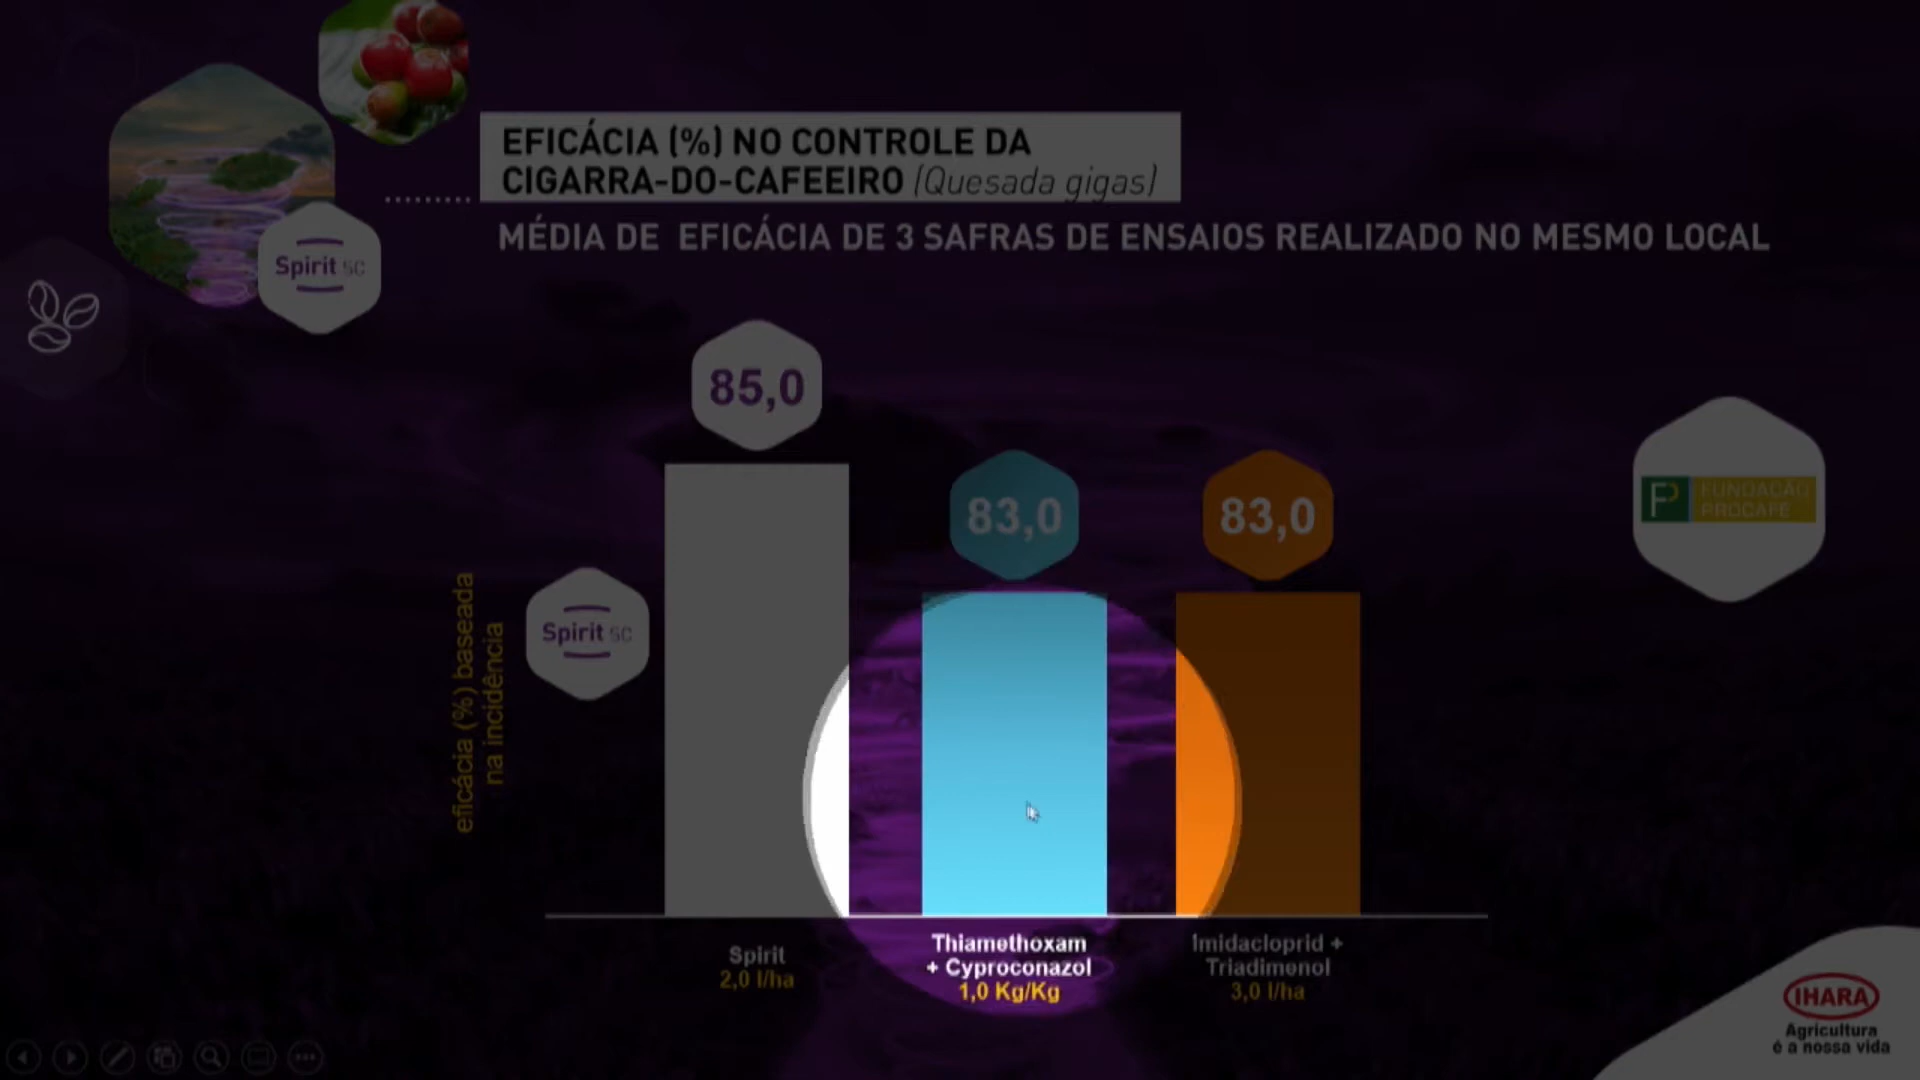 EFICÁCIA (%) NO CONTROLE DA
CIGARRA-DO-CAFEEIRO (Quesada gigas)
MÉDIA DE EFICÁCIA DE 3 SAFRAS DE ENSAIOS REALIZADO NO MESMO LOCAL
Spirit SC
85,0
83,0
83,0
FUNDAÇÃO
PROCAFÉ
eficácia (%) baseada
na incidência
Spirit SC
Spirit
2,0 l/ha
Thiamethoxam
+ Cyproconazol
1,0 Kg/Kg
Imidacloprid +
Triadimenol
3,0 l/ha
IHARA
Agricultura
é a nossa vida